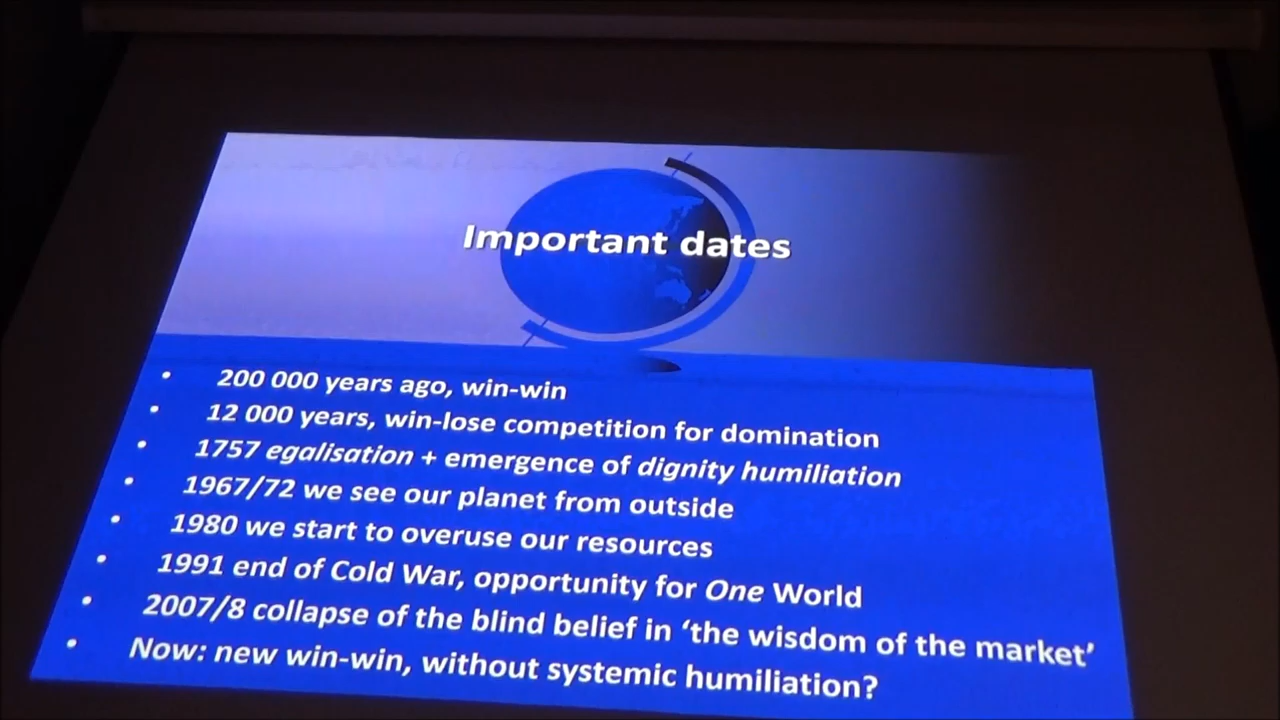 Important dates
• 200 000 years ago, win-win
• 12 000 years, win-lose competition for domination
• 1757 egalisation + emergence of dignity humiliation
• 1967/72 we see our planet from outside
• 1980 we start to overuse our resources
• 1991 end of Cold War, opportunity for One World
• 2007/8 collapse of the blind belief in ‘the wisdom of the market’
• Now: new win-win, without systemic humiliation?